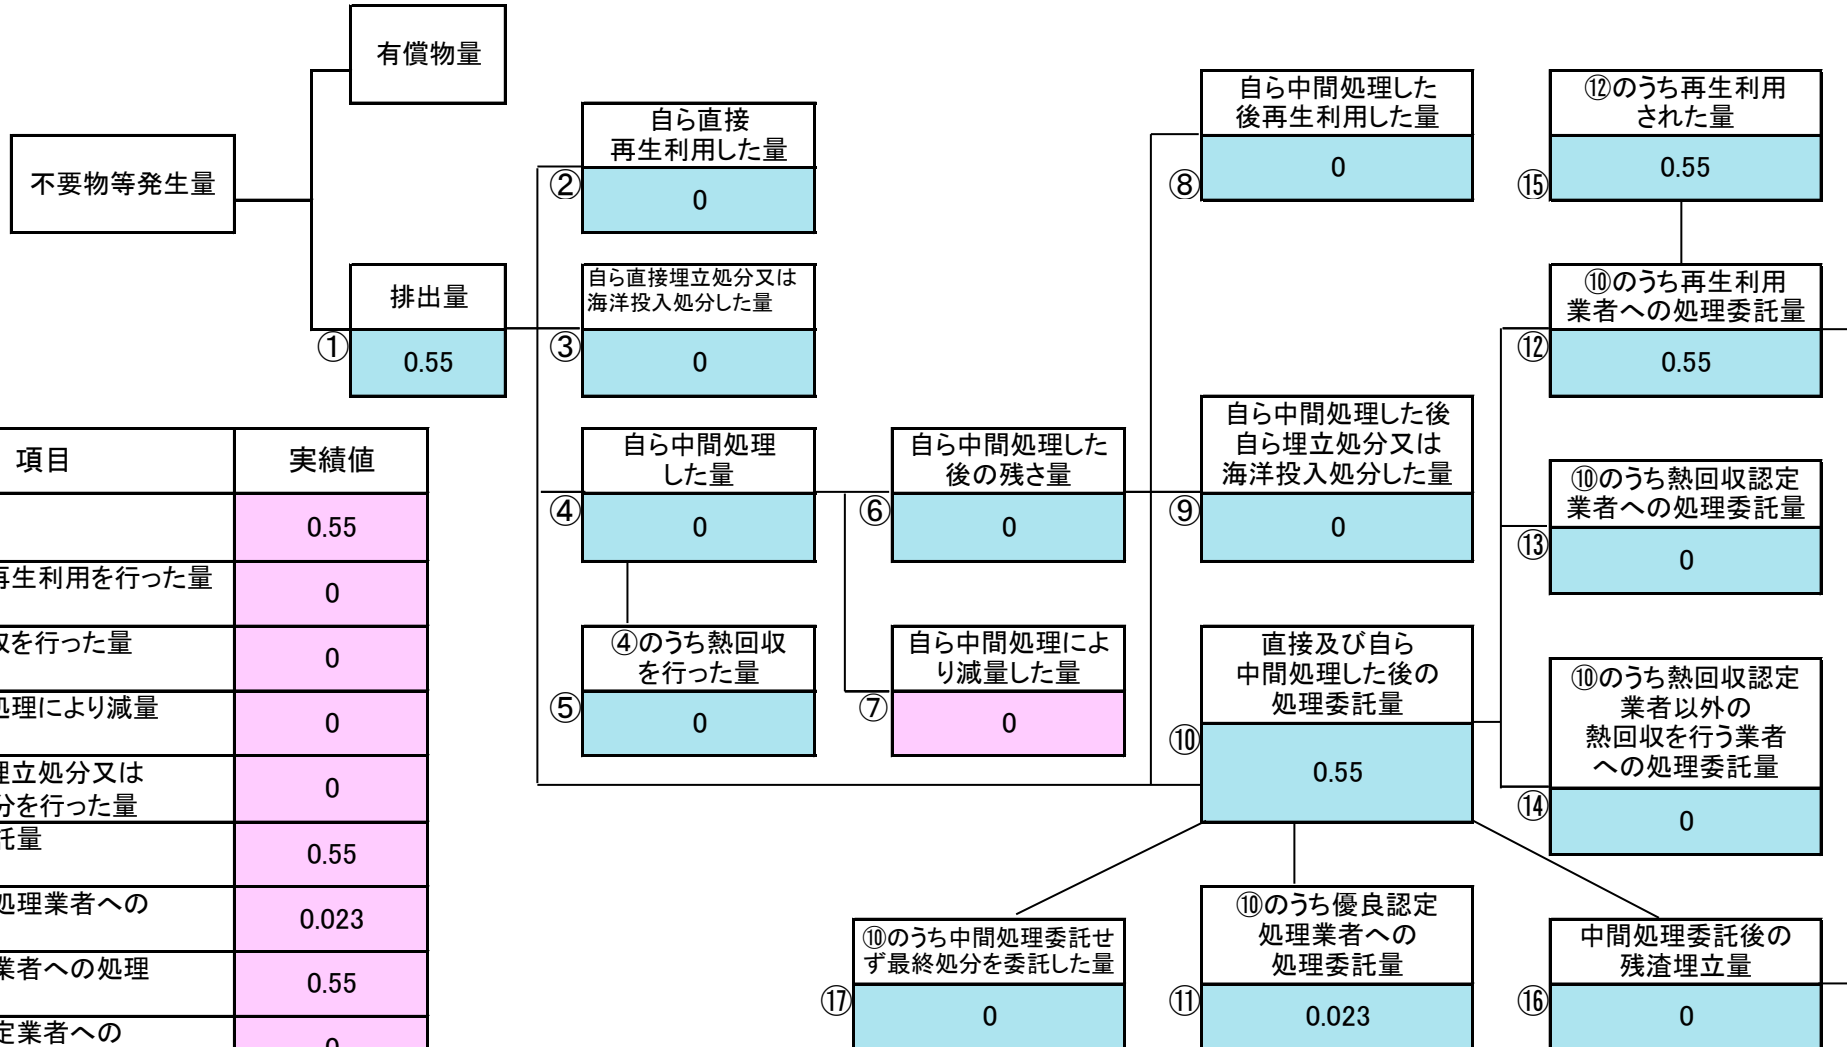 有償物量
不要物等発生量
排出量
①
0.55
自ら直接
再生利用した量
②
0
自ら直接埋立処分又は
海洋投入処分した量
③
0
自ら中間処理
した量
④
0
④のうち熱回収
を行った量
⑤
0
自ら中間処理した
後の残さ量
⑥
0
自ら中間処理によ
り減量した量
⑦
0
自ら中間処理した
後再生利用した量
⑧
0
自ら中間処理した後
自ら埋立処分又は
海洋投入処分した量
⑨
0
直接及び自ら
中間処理した後の
処理委託量
⑩
0.55
⑫のうち再生利用
された量
⑮
0.55
⑩のうち再生利用
業者への処理委託量
⑫
0.55
⑩のうち熱回収認定
業者への処理委託量
⑬
0
⑩のうち熱回収認定
業者以外の
熱回収を行う業者
への処理委託量
⑭
0
⑩のうち中間処理委託せ
ず最終処分を委託した量
⑰
0
⑩のうち優良認定
処理業者への
処理委託量
⑪
0.023
中間処理委託後の
残渣埋立量
⑯
0
項目 実績値
0.55
再生利用を行った量 0
を行った量 0
処理により減量 0
埋立処分又は
分を行った量 0
託量 0.55
処理業者への 0.023
業者への処理 0.55
定業者への 0